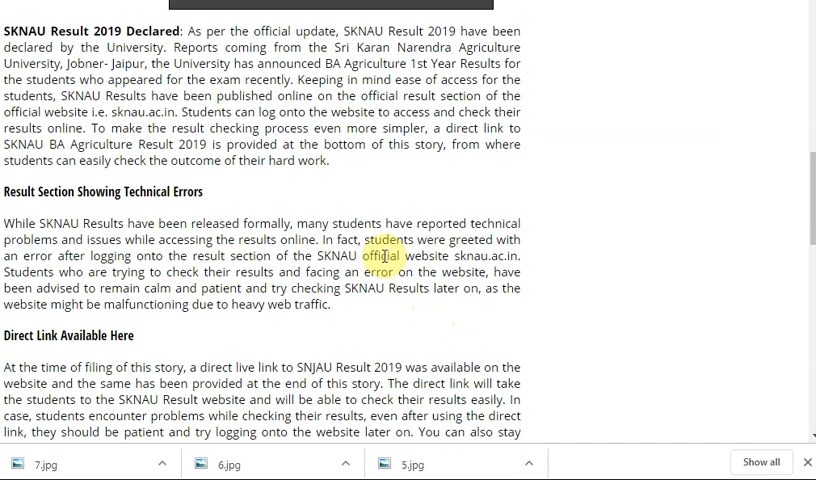 SKNAU Result 2019 Declared: As per the official update, SKNAU Result 2019 have been
declared by the University. Reports coming from the Sri Karan Narendra Agriculture
University, Jobner- Jaipur, the University has announced BA Agriculture 1st Year Results for
the students who appeared for the exam recently. Keeping in mind ease of access for the
students, SKNAU Results have been published online on the official result section of the
official website i.e. sknau.ac.in. Students can log onto the website to access and check their
results online. To make the result checking process even more simpler, a direct link to
SKNAU BA Agriculture Result 2019 is provided at the bottom of this story, from where
students can easily check the outcome of their hard work.
Result Section Showing Technical Errors
While SKNAU Results have been released formally, many students have reported technical
problems and issues while accessing the results online. In fact, students were greeted with
an error after logging onto the result section of the SKNAU official website sknau.ac.in.
Students who are trying to check their results and facing an error on the website, have
been advised to remain calm and patient and try checking SKNAU Results later on, as the
website might be malfunctioning due to heavy web traffic.
Direct Link Available Here
At the time of filing of this story, a direct live link to SNJAU Result 2019 was available on the
website and the same has been provided at the end of this story. The direct link will take
the students to the SKNAU Result website and will be able to check their results easily. In
case, students encounter problems while checking their results, even after using the direct
link, they should be patient and try logging onto the website later on. You can also stay
7.jpg 6.jpg 5.jpg Show all